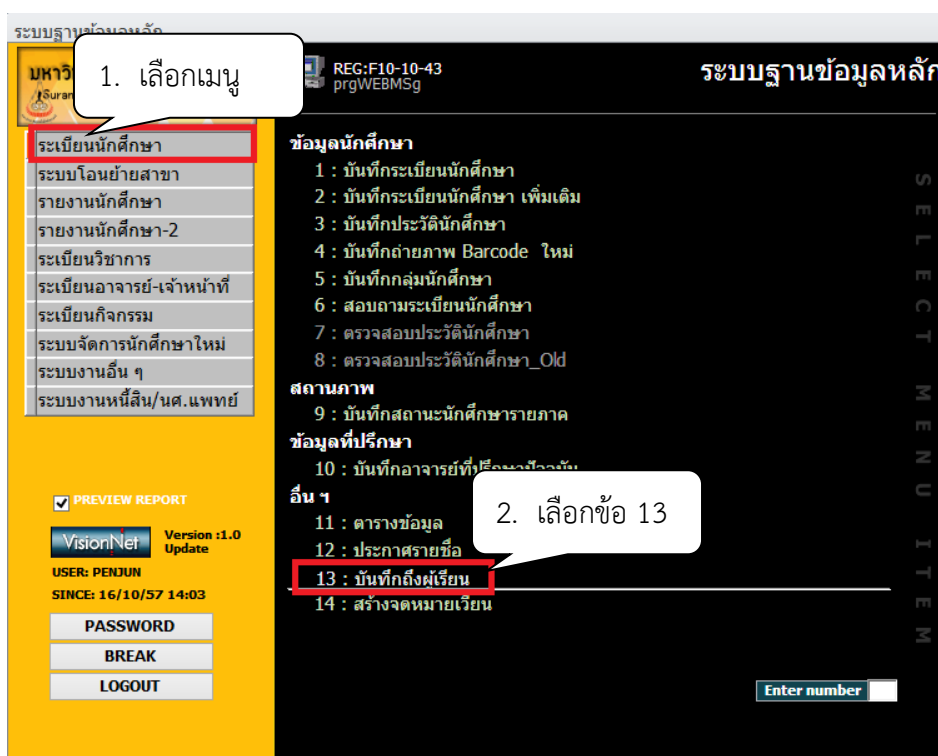 ระบบฐานข้อมูลหลัก
1. เลือกเมนู
REG:F10-10-43
prgWEBMSg
ระบบฐานข้อมูลหลัก
ระเบียนนักศึกษา
ระบบโอนย้ายสาขา
รายงานนักศึกษา
รายงานนักศึกษา-2
ระเบียนวิชาการ
ระเบียนอาจารย์-เจ้าหน้าที่
ระเบียนกิจกรรม
ระบบจัดการนักศึกษาใหม่
ระบบงานอื่น ๆ
ระบบงานหนี้สิน/นศ.แพทย์
ข้อมูลนักศึกษา
1 : บันทึกระเบียนนักศึกษา
2 : บันทึกระเบียนนักศึกษา เพิ่มเติม
3 : บันทึกประวัตินักศึกษา
4 : บันทึกถ่ายภาพ Barcode ใหม่
5 : บันทึกกลุ่มนักศึกษา
6 : สอบถามระเบียนนักศึกษา
7 : ตรวจสอบประวัตินักศึกษา
8 : ตรวจสอบประวัตินักศึกษา_Old
สถานภาพ
9 : บันทึกสถานะนักศึกษารายภาค
ข้อมูลที่ปรึกษา
10 : บันทึกอาจารย์ที่ปรึกษาปัจจุบัน
อื่น ๆ
2. เลือกข้อ 13
11 : ตารางข้อมูล
12 : ประกาศรายชื่อ
13 : บันทึกถึงผู้เรียน
14 : สร้างจดหมายเวียน
SELECT MENU ITEM
PREVIEW REPORT
VisionNet
Version :1.0
Update
USER: PENJUN
SINCE: 16/10/57 14:03
PASSWORD
BREAK
LOGOUT
Enter number